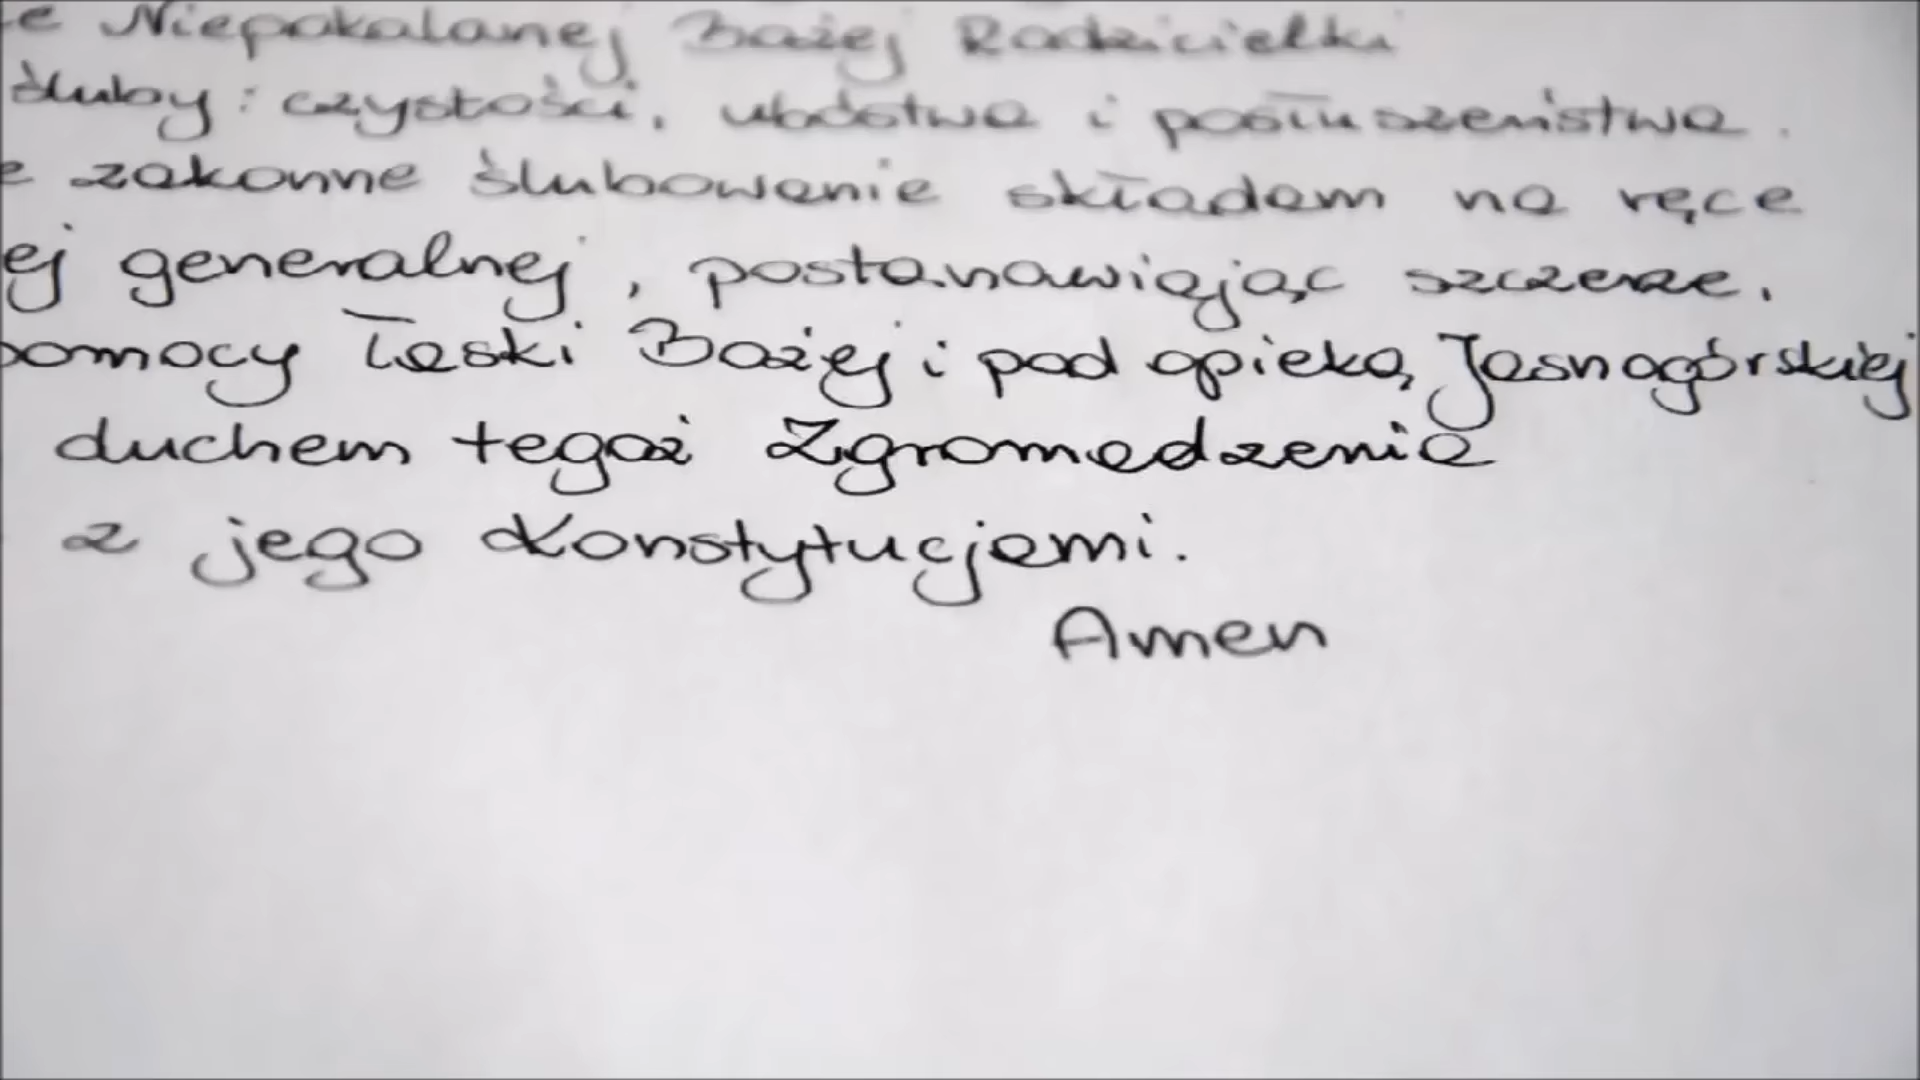 e Niepokalanej Bożej Rodzicielki
śluby: czystości, ubóstwa i posłuszeństwa.
e zakonne ślubowanie składam na ręce
ej generalnej, postanawiając szczerze,
pomocy Łaski Bożej i pod opieką Jasnogórskiej
duchem tegoż Zgromadzenia
z jego Konstytucjami.
Amen